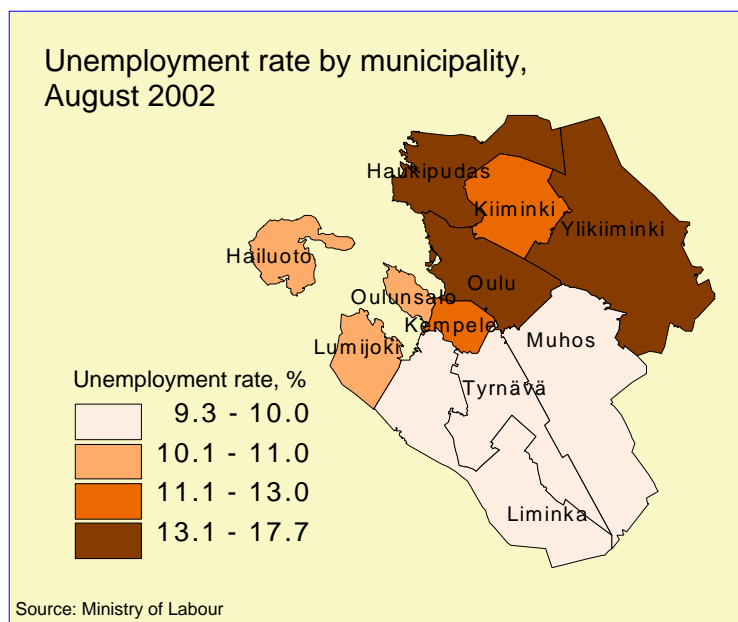 Unemployment rate by municipality,
August 2002
Haukipudas
Kiiminki
Ylikiiminki
Hailuoto
Oulu
Oulunsalo
Kempele
Muhos
Lumijoki
Tyrnävä
Liminka
Unemployment rate, %
9.3 - 10.0
10.1 - 11.0
11.1 - 13.0
13.1 - 17.7
Source: Ministry of Labour